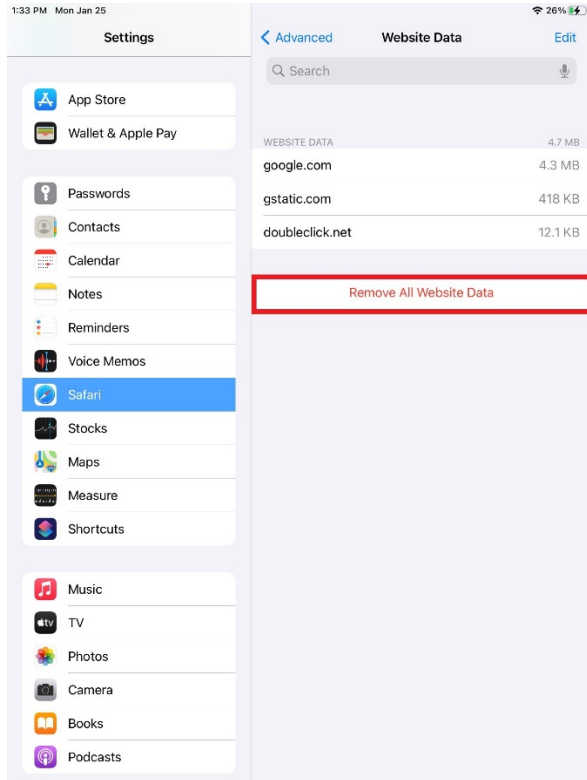 1:33 PM Mon Jan 25
26%
Settings
Advanced
Website Data
Edit
Search
App Store
Wallet & Apple Pay
Passwords
Contacts
Calendar
Notes
Reminders
Voice Memos
Safari
Stocks
Maps
Measure
Shortcuts
Music
tv
TV
Photos
Camera
Books
Podcasts
WEBSITE DATA 4.7 MB
google.com 4.3 MB
gstatic.com 418 KB
doubleclick.net 12.1 KB
Remove All Website Data